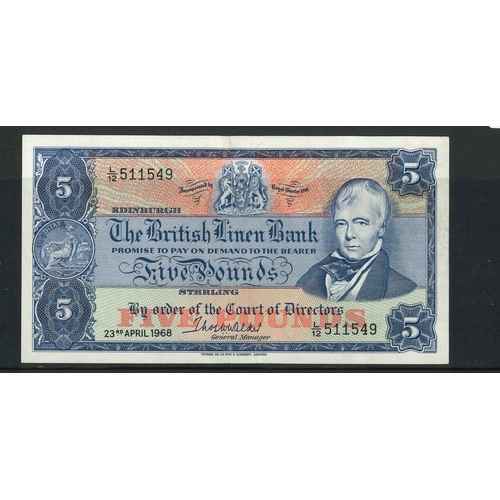 5
L/12 511549
Incorporated by Royal Charter 1746
5
EDINBURGH
The British Linen Bank
PROMISE TO PAY ON DEMAND TO THE BEARER
Five Pounds
STERLING
5
By order of the Court of Directors
L/12 511549
5
FIVE POUNDS
23RD APRIL 1968
General Manager
THOMAS DE LA RUE & COMPANY, LIMITED.